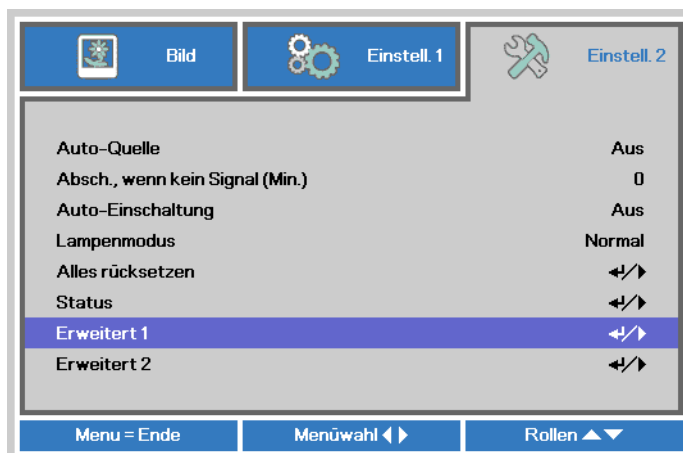 Bild Einstell. 1 Einstell. 2
Auto-Quelle Aus
Absch., wenn kein Signal (Min.) 0
Auto-Einschaltung Aus
Lampenmodus Normal
Alles rücksetzen ↵/▶
Status ↵/▶
Erweitert 1 ↵/▶
Erweitert 2 ↵/▶
Menu = Ende Menüwahl ◀ ▶ Rollen ▲▼